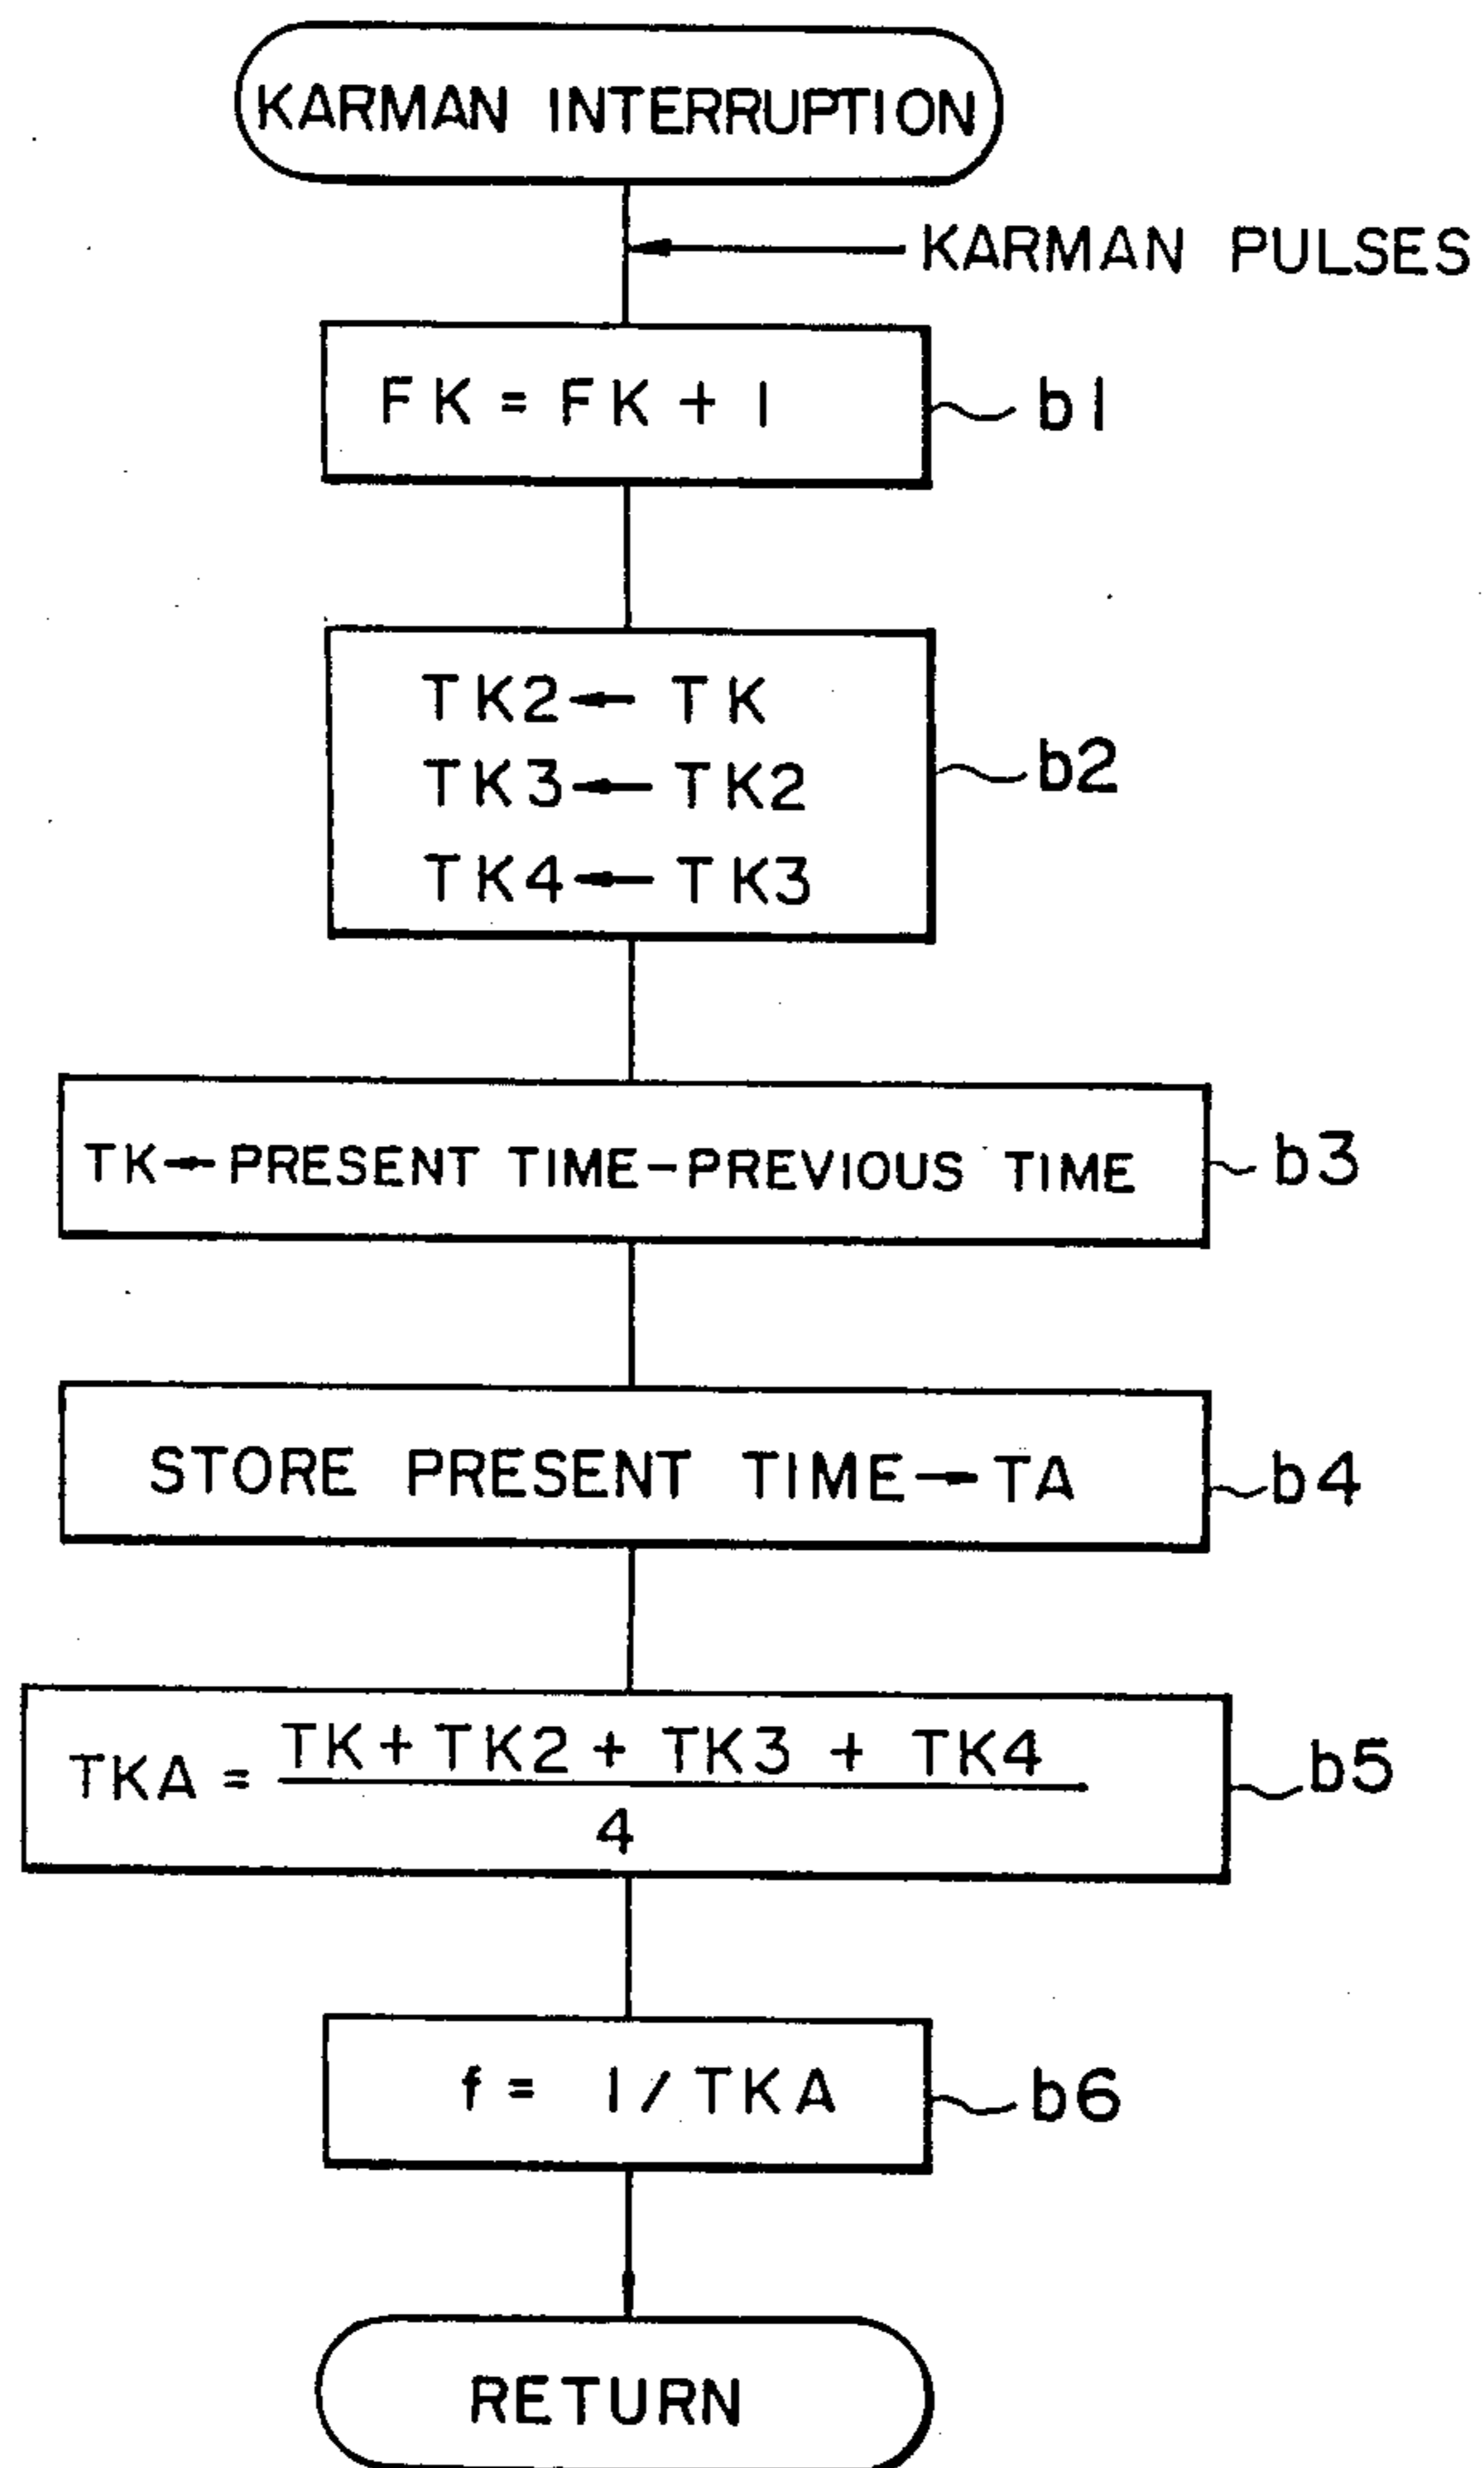 KARMAN INTERRUPTION
KARMAN PULSES
FK = FK + 1
b1
TK2 ← TK
TK3 ← TK2
TK4 ← TK3
b2
TK ← PRESENT TIME - PREVIOUS TIME
b3
STORE PRESENT TIME → TA
b4
TKA = TK + TK2 + TK3 + TK4
4
b5
f = 1/TKA
b6
RETURN